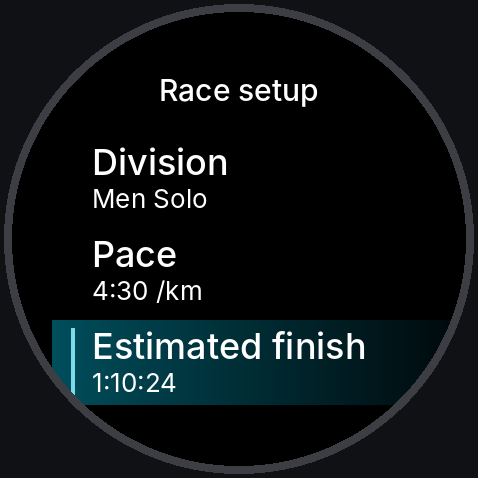 Race setup
Division
Men Solo
Pace
4:30 /km
Estimated finish
1:10:24